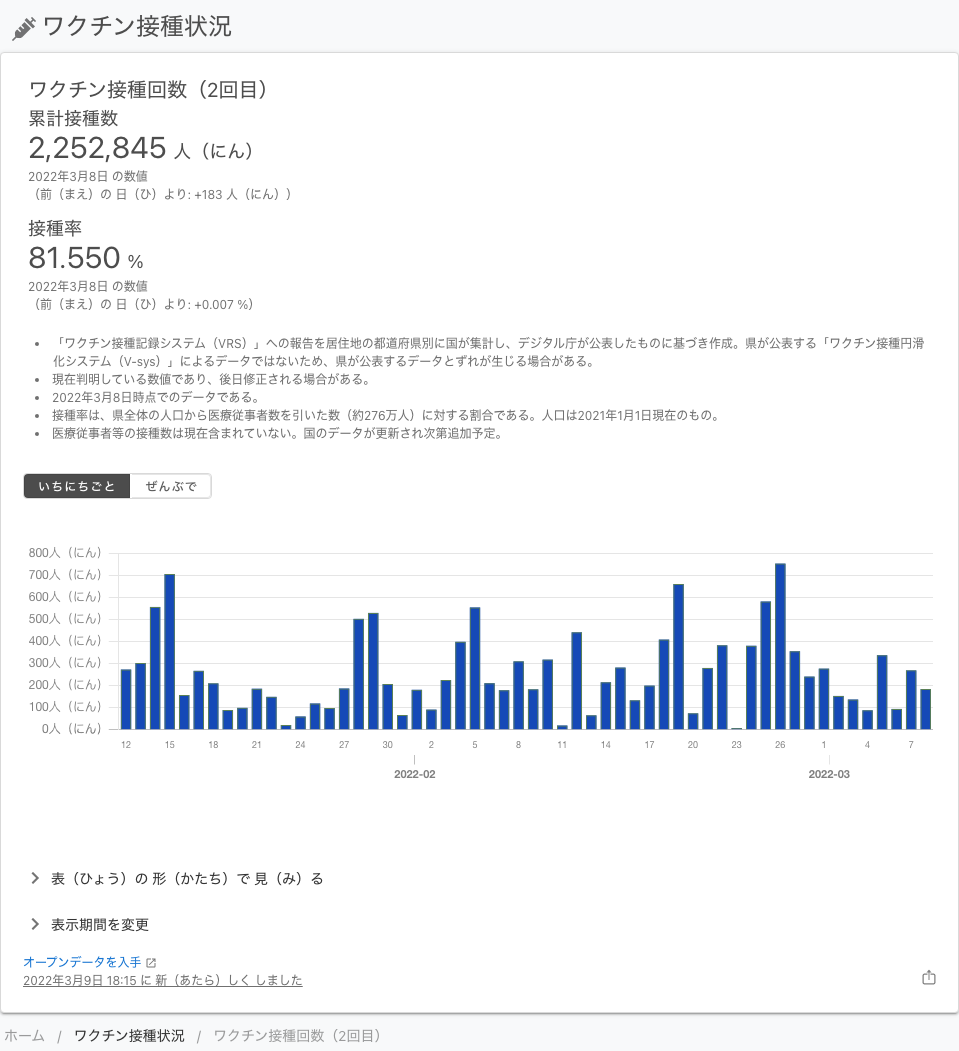 ワクチン接種状況
ワクチン接種回数（2回目）
累計接種数
2,252,845 人（にん）
2022年3月8日 の数値
（前（まえ）の 日（ひ）より: +183 人（にん））
接種率
81.550 %
2022年3月8日 の数値
（前（まえ）の 日（ひ）より: +0.007 %）
• 「ワクチン接種記録システム（VRS）」への報告を居住地の都道府県別に国が集計し、デジタル庁が公表したものに基づき作成。県が公表する「ワクチン接種円滑
化システム（V-sys）」によるデータではないため、県が公表するデータとずれが生じる場合がある。
• 現在判明している数値であり、後日修正される場合がある。
• 2022年3月8日時点でのデータである。
• 接種率は、県全体の人口から医療従事者数を引いた数（約276万人）に対する割合である。人口は2021年1月1日現在のもの。
• 医療従事者等の接種数は現在含まれていない。国のデータが更新され次第追加予定。
いちにちごと ぜんぶで
800人（にん）
700人（にん）
600人（にん）
500人（にん）
400人（にん）
300人（にん）
200人（にん）
100人（にん）
0人（にん）
12 15 18 21 24 27 30 2 5 8 11 14 17 20 23 26 1 4 7
2022-02 2022-03
表（ひょう）の 形（かたち）で 見（み）る
表示期間を変更
オープンデータを入手
2022年3月9日 18:15 に 新（あたら）しく しました
ホーム / ワクチン接種状況 / ワクチン接種回数（2回目）